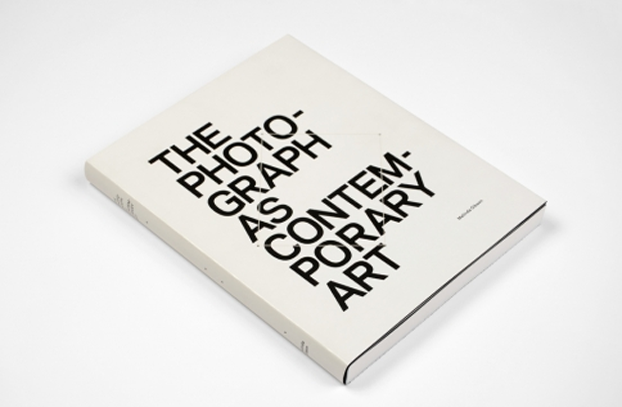 THE
PHOTO-
GRAPH
AS
CONTEM-
PORARY
ART